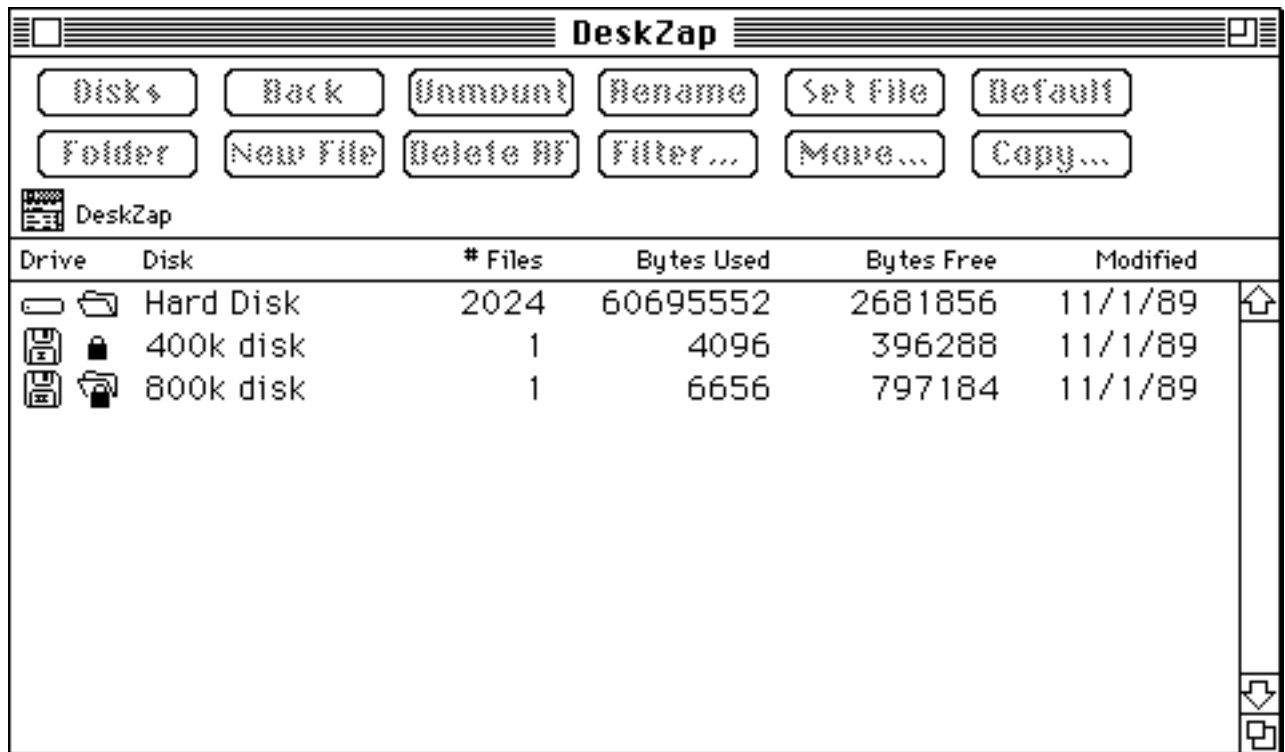 DeskZap
Disks Back Unmount Rename Set File Default
Folder New File Delete RF Filter... Move... Copy...
DeskZap
Drive Disk # Files Bytes Used Bytes Free Modified
Hard Disk 2024 60695552 2681856 11/1/89
400k disk 1 4096 396288 11/1/89
800k disk 1 6656 797184 11/1/89